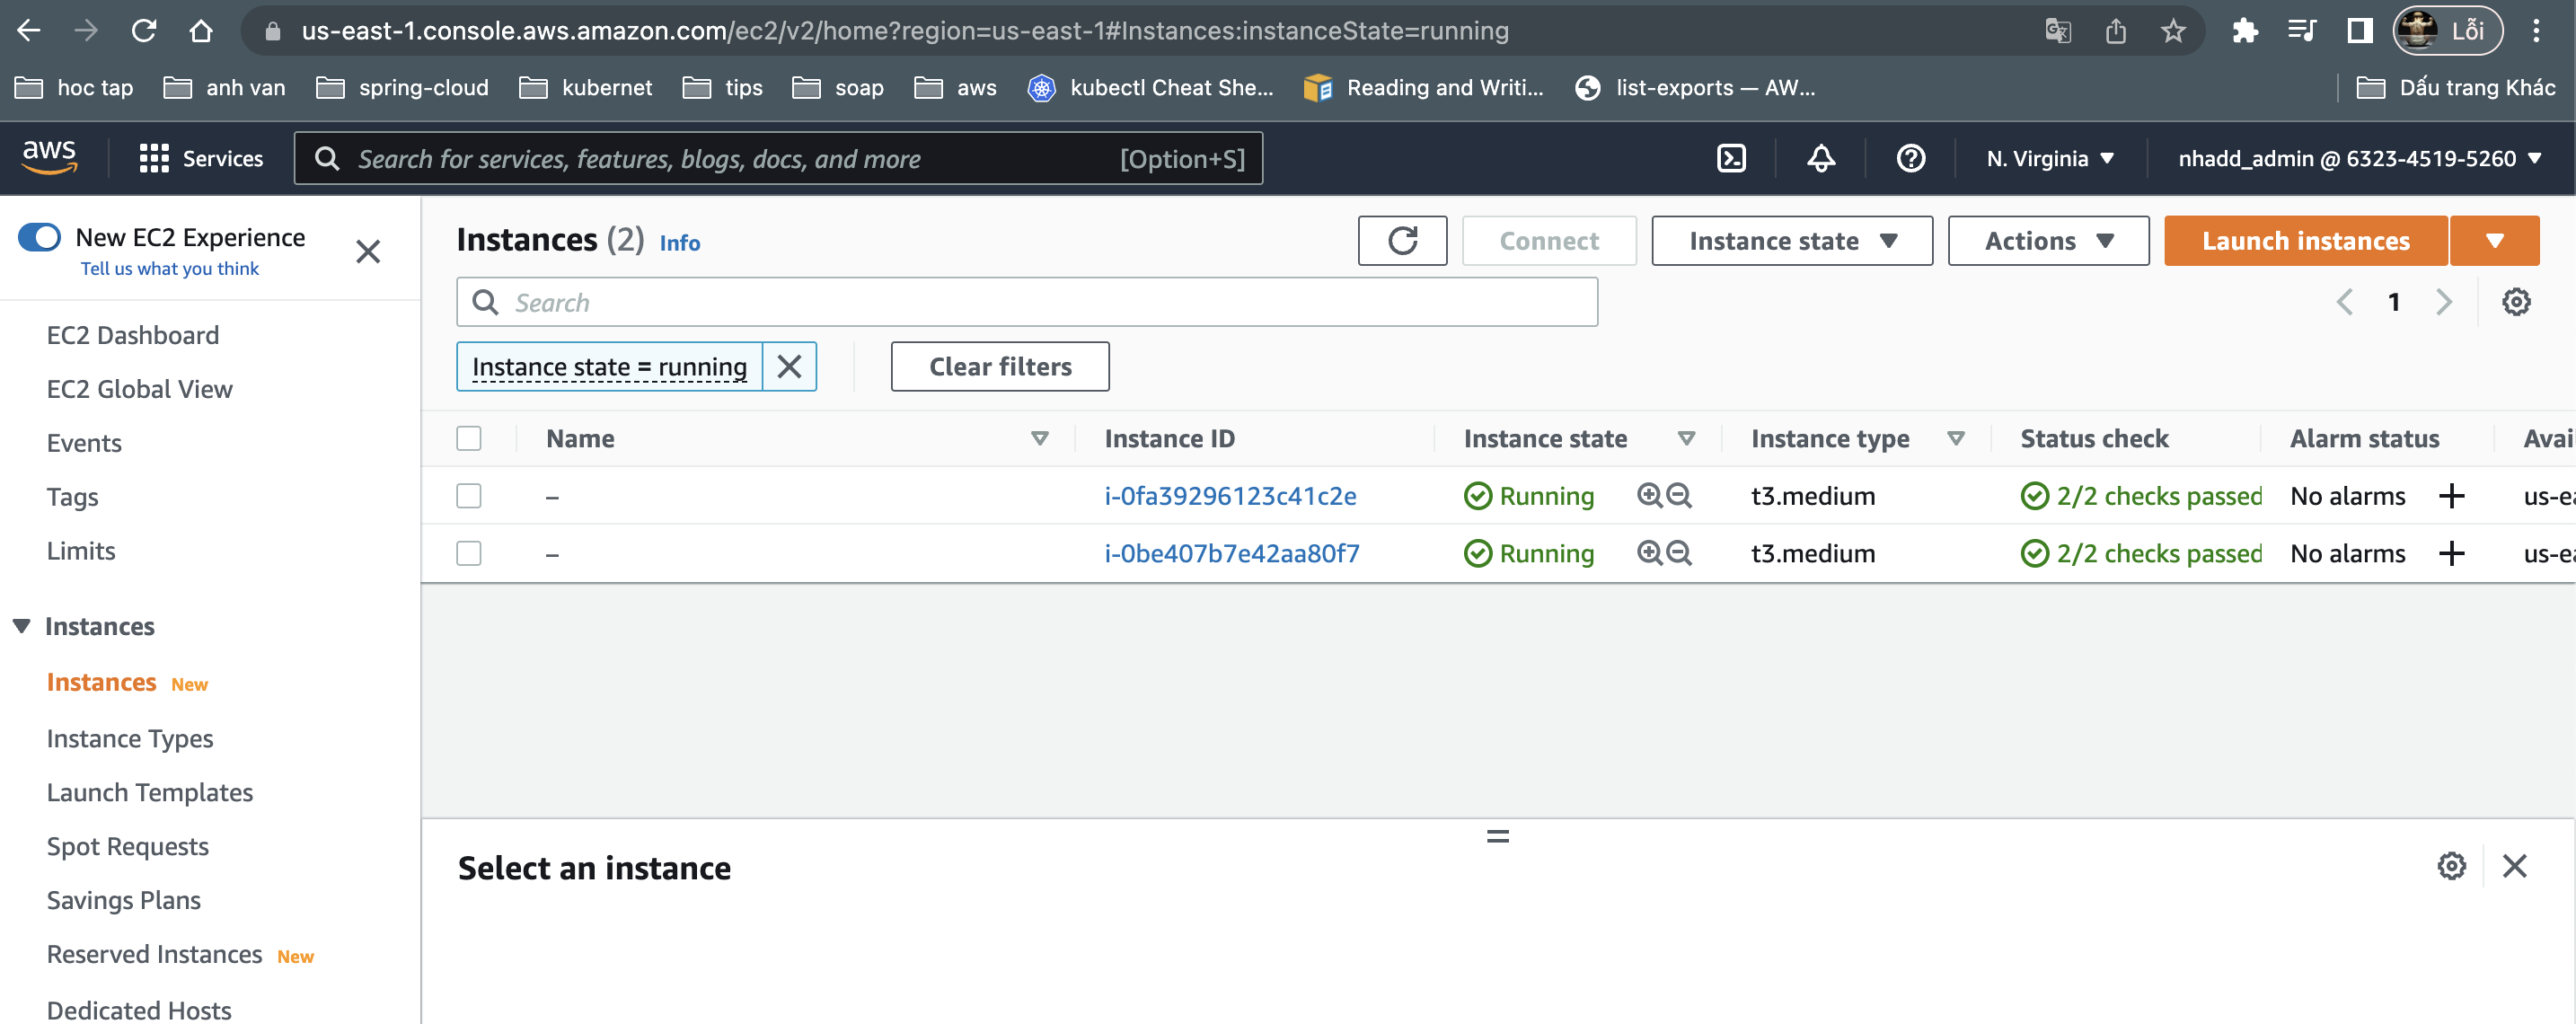 us-east-1.console.aws.amazon.com/ec2/v2/home?region=us-east-1#Instances:instanceState=running
Lỗi
hoc tap anh van spring-cloud kubernet tips soap aws kubectl Cheat She... Reading and Writi... list-exports — AW... Dấu trang Khác
aws Services Search for services, features, blogs, docs, and more [Option+S] N. Virginia ▼ nhadd_admin @ 6323-4519-5260 ▼
New EC2 Experience
Tell us what you think
EC2 Dashboard
EC2 Global View
Events
Tags
Limits
Instances
Instances New
Instance Types
Launch Templates
Spot Requests
Savings Plans
Reserved Instances New
Dedicated Hosts
Instances (2) Info Connect Instance state Actions Launch instances
Search 1
Instance state = running Clear filters
Name Instance ID Instance state Instance type Status check Alarm status Avai
– i-0fa39296123c41c2e Running t3.medium 2/2 checks passed No alarms + us-ea
– i-0be407b7e42aa80f7 Running t3.medium 2/2 checks passed No alarms + us-ea
Select an instance